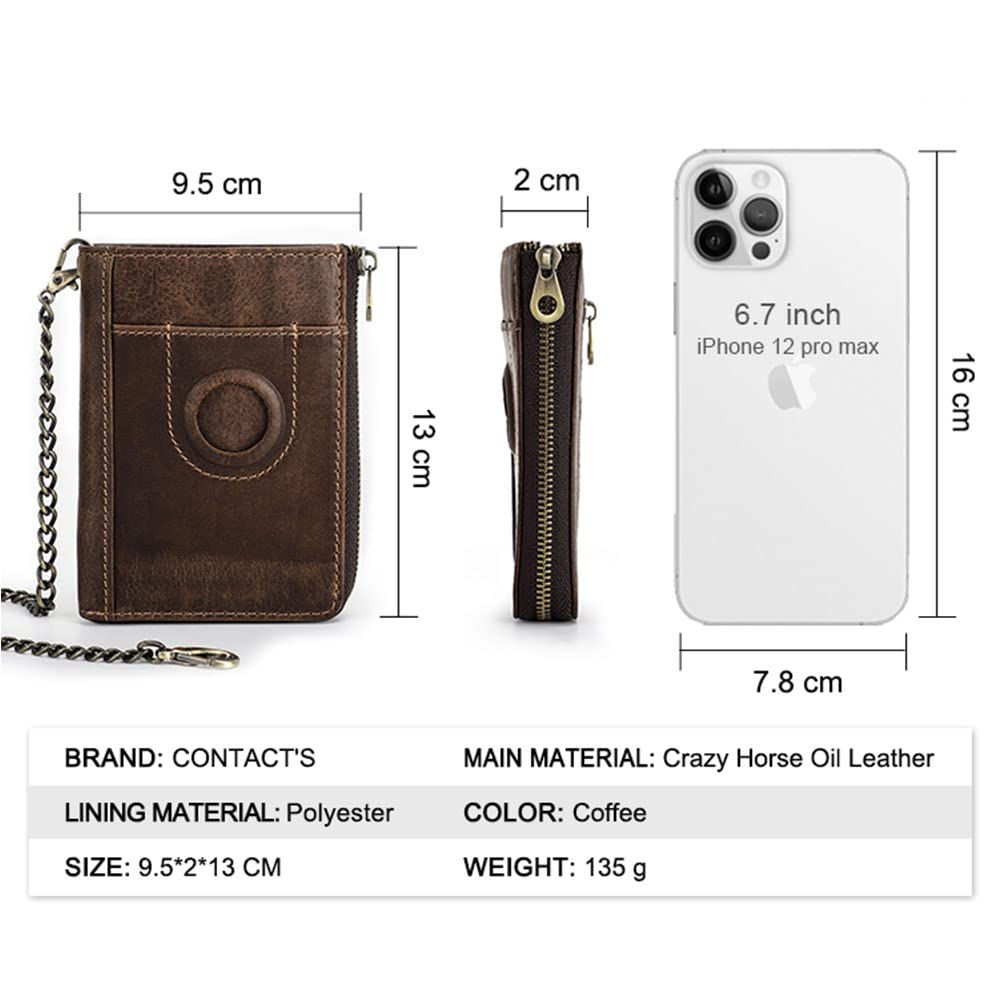 9.5 cm
2 cm
13 cm
6.7 inch
iPhone 12 pro max
16 cm
7.8 cm
BRAND: CONTACT'S
MAIN MATERIAL: Crazy Horse Oil Leather
LINING MATERIAL: Polyester
COLOR: Coffee
SIZE: 9.5*2*13 CM
WEIGHT: 135 g